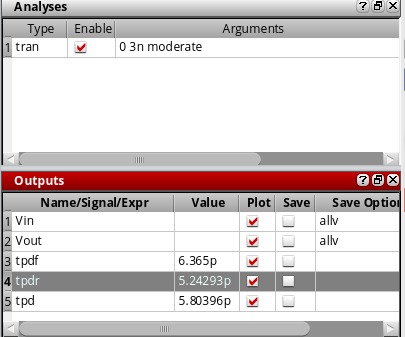 Analyses
Type Enable Arguments
1 tran 0 3n moderate
Outputs
Name/Signal/Expr Value Plot Save Save Option
1 Vin allv
2 Vout allv
3 tpdf 6.365p
4 tpdr 5.24293p
5 tpd 5.80396p